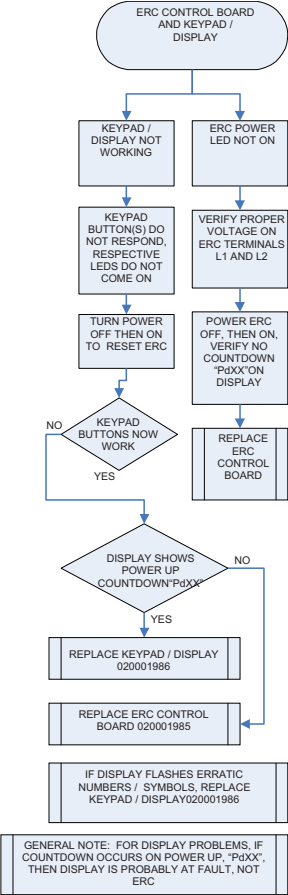 ERC CONTROL BOARD
AND KEYPAD /
DISPLAY
KEYPAD /
DISPLAY NOT
WORKING
ERC POWER
LED NOT ON
KEYPAD
BUTTON(S) DO
NOT RESPOND,
RESPECTIVE
LEDS DO NOT
COME ON
VERIFY PROPER
VOLTAGE ON
ERC TERMINALS
L1 AND L2
TURN POWER
OFF THEN ON
TO RESET ERC
POWER ERC
OFF, THEN ON,
VERIFY NO
COUNTDOWN
“PdXX”ON
DISPLAY
NO
KEYPAD
BUTTONS NOW
WORK
YES
REPLACE
ERC
CONTROL
BOARD
DISPLAY SHOWS
POWER UP
COUNTDOWN“PdXX”
NO
YES
REPLACE KEYPAD / DISPLAY
020001986
REPLACE ERC CONTROL
BOARD 020001985
IF DISPLAY FLASHES ERRATIC
NUMBERS / SYMBOLS, REPLACE
KEYPAD / DISPLAY020001986
GENERAL NOTE: FOR DISPLAY PROBLEMS, IF
COUNTDOWN OCCURS ON POWER UP, “PdXX”,
THEN DISPLAY IS PROBABLY AT FAULT, NOT
ERC